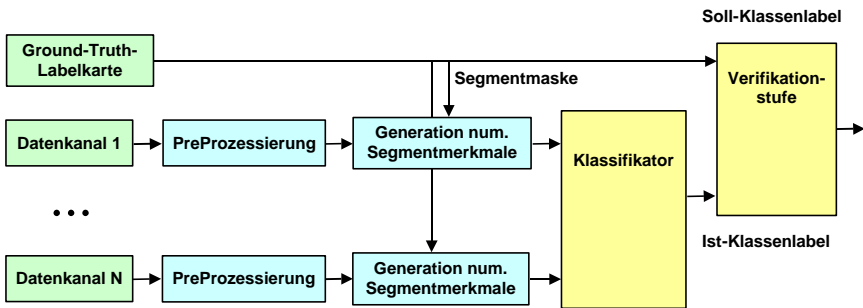 Soll-Klassenlabel
Ground-Truth-
Labelkarte
Segmentmaske
Verifikation-
stufe
Datenkanal 1
PreProzessierung
Generation num.
Segmentmerkmale
Klassifikator
...
Ist-Klassenlabel
Datenkanal N
PreProzessierung
Generation num.
Segmentmerkmale